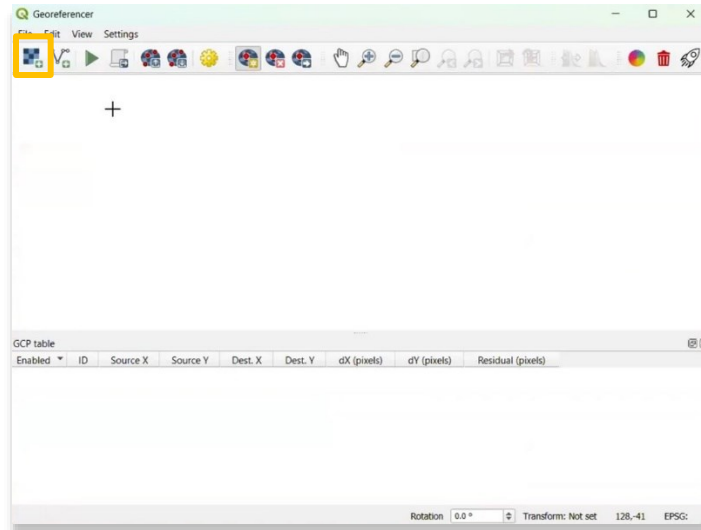 Georeferencer
File Edit View Settings
GCP table
Enabled ID Source X Source Y Dest. X Dest. Y dX (pixels) dY (pixels) Residual (pixels)
Rotation 0.0 ° Transform: Not set 128,-41 EPSG: